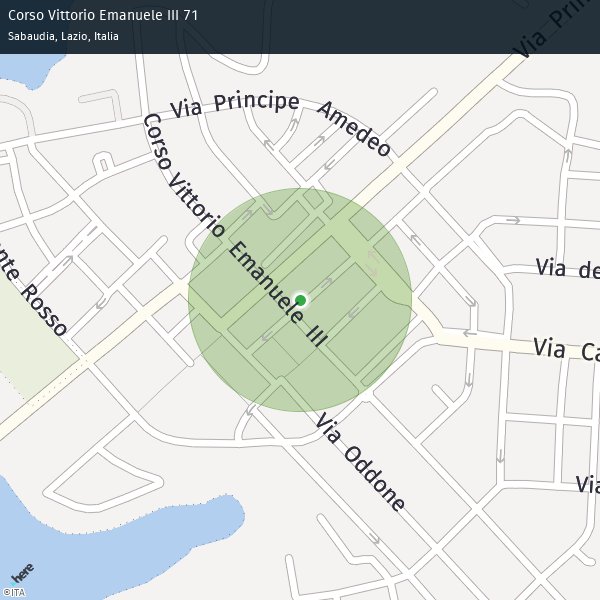 Corso Vittorio Emanuele III 71
Sabaudia, Lazio, Italia
Via Prin
Via Principe Amedeo
Corso Vittorio Emanuele III
nte Rosso
Via de
Via Ca
Via Oddone
Via
here
©ITA